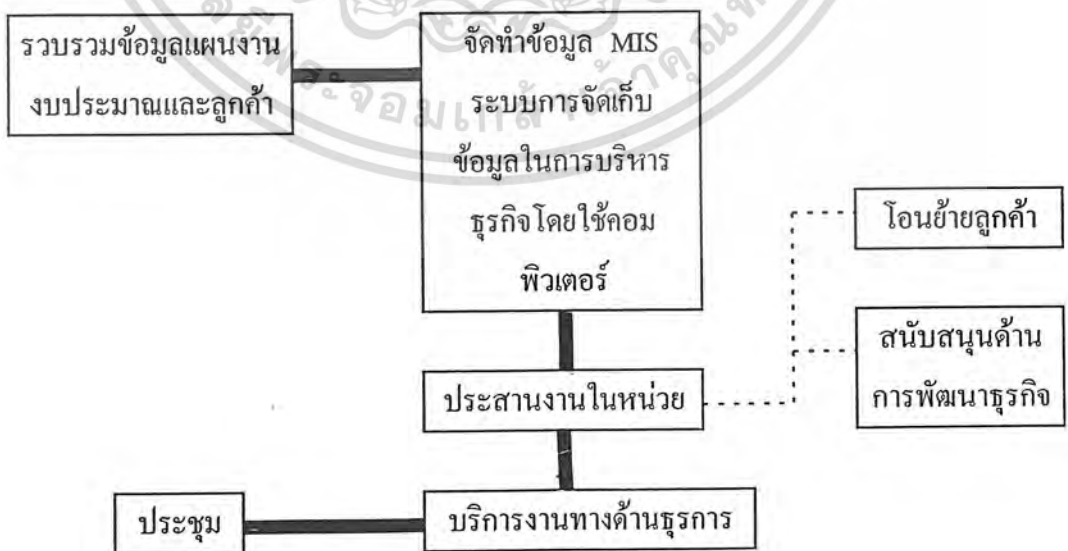 รวบรวมข้อมูลแผนงาน
งบประมาณและลูกค้า
จัดทำข้อมูล MIS
ระบบการจัดเก็บ
ข้อมูลในการบริหาร
ธุรกิจโดยใช้คอม
พิวเตอร์
โอนย้ายลูกค้า
สนับสนุนด้าน
การพัฒนาธุรกิจ
ประสานงานในหน่วย
ประชุม
บริการงานทางด้านธุรการ